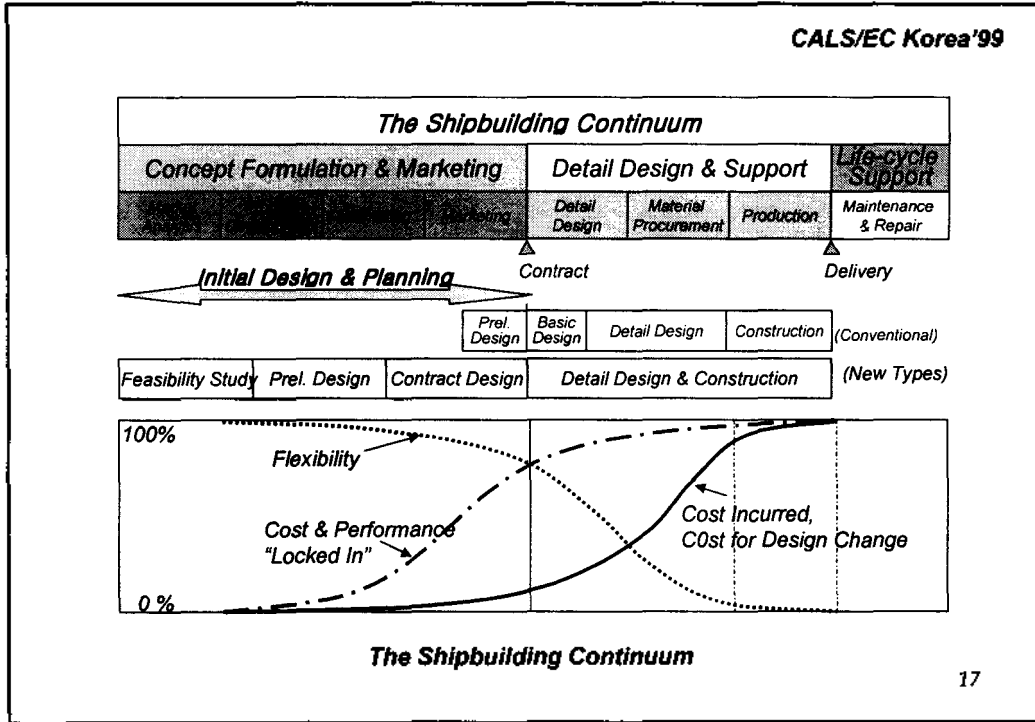 CALS/EC Korea'99
The Shipbuilding Continuum
Concept Formulation & Marketing
Detail Design & Support
Life-cycle
Support
Detail
Design
Material
Procurement
Production
Maintenance
& Repair
Contract
Delivery
Initial Design & Planning
Prel.
Design
Basic
Design
Detail Design
Construction
(Conventional)
Feasibility Study
Prel. Design
Contract Design
Detail Design & Construction
(New Types)
100%
Flexibility
Cost & Performance
"Locked In"
Cost Incurred,
C0st for Design Change
0 %
The Shipbuilding Continuum
17